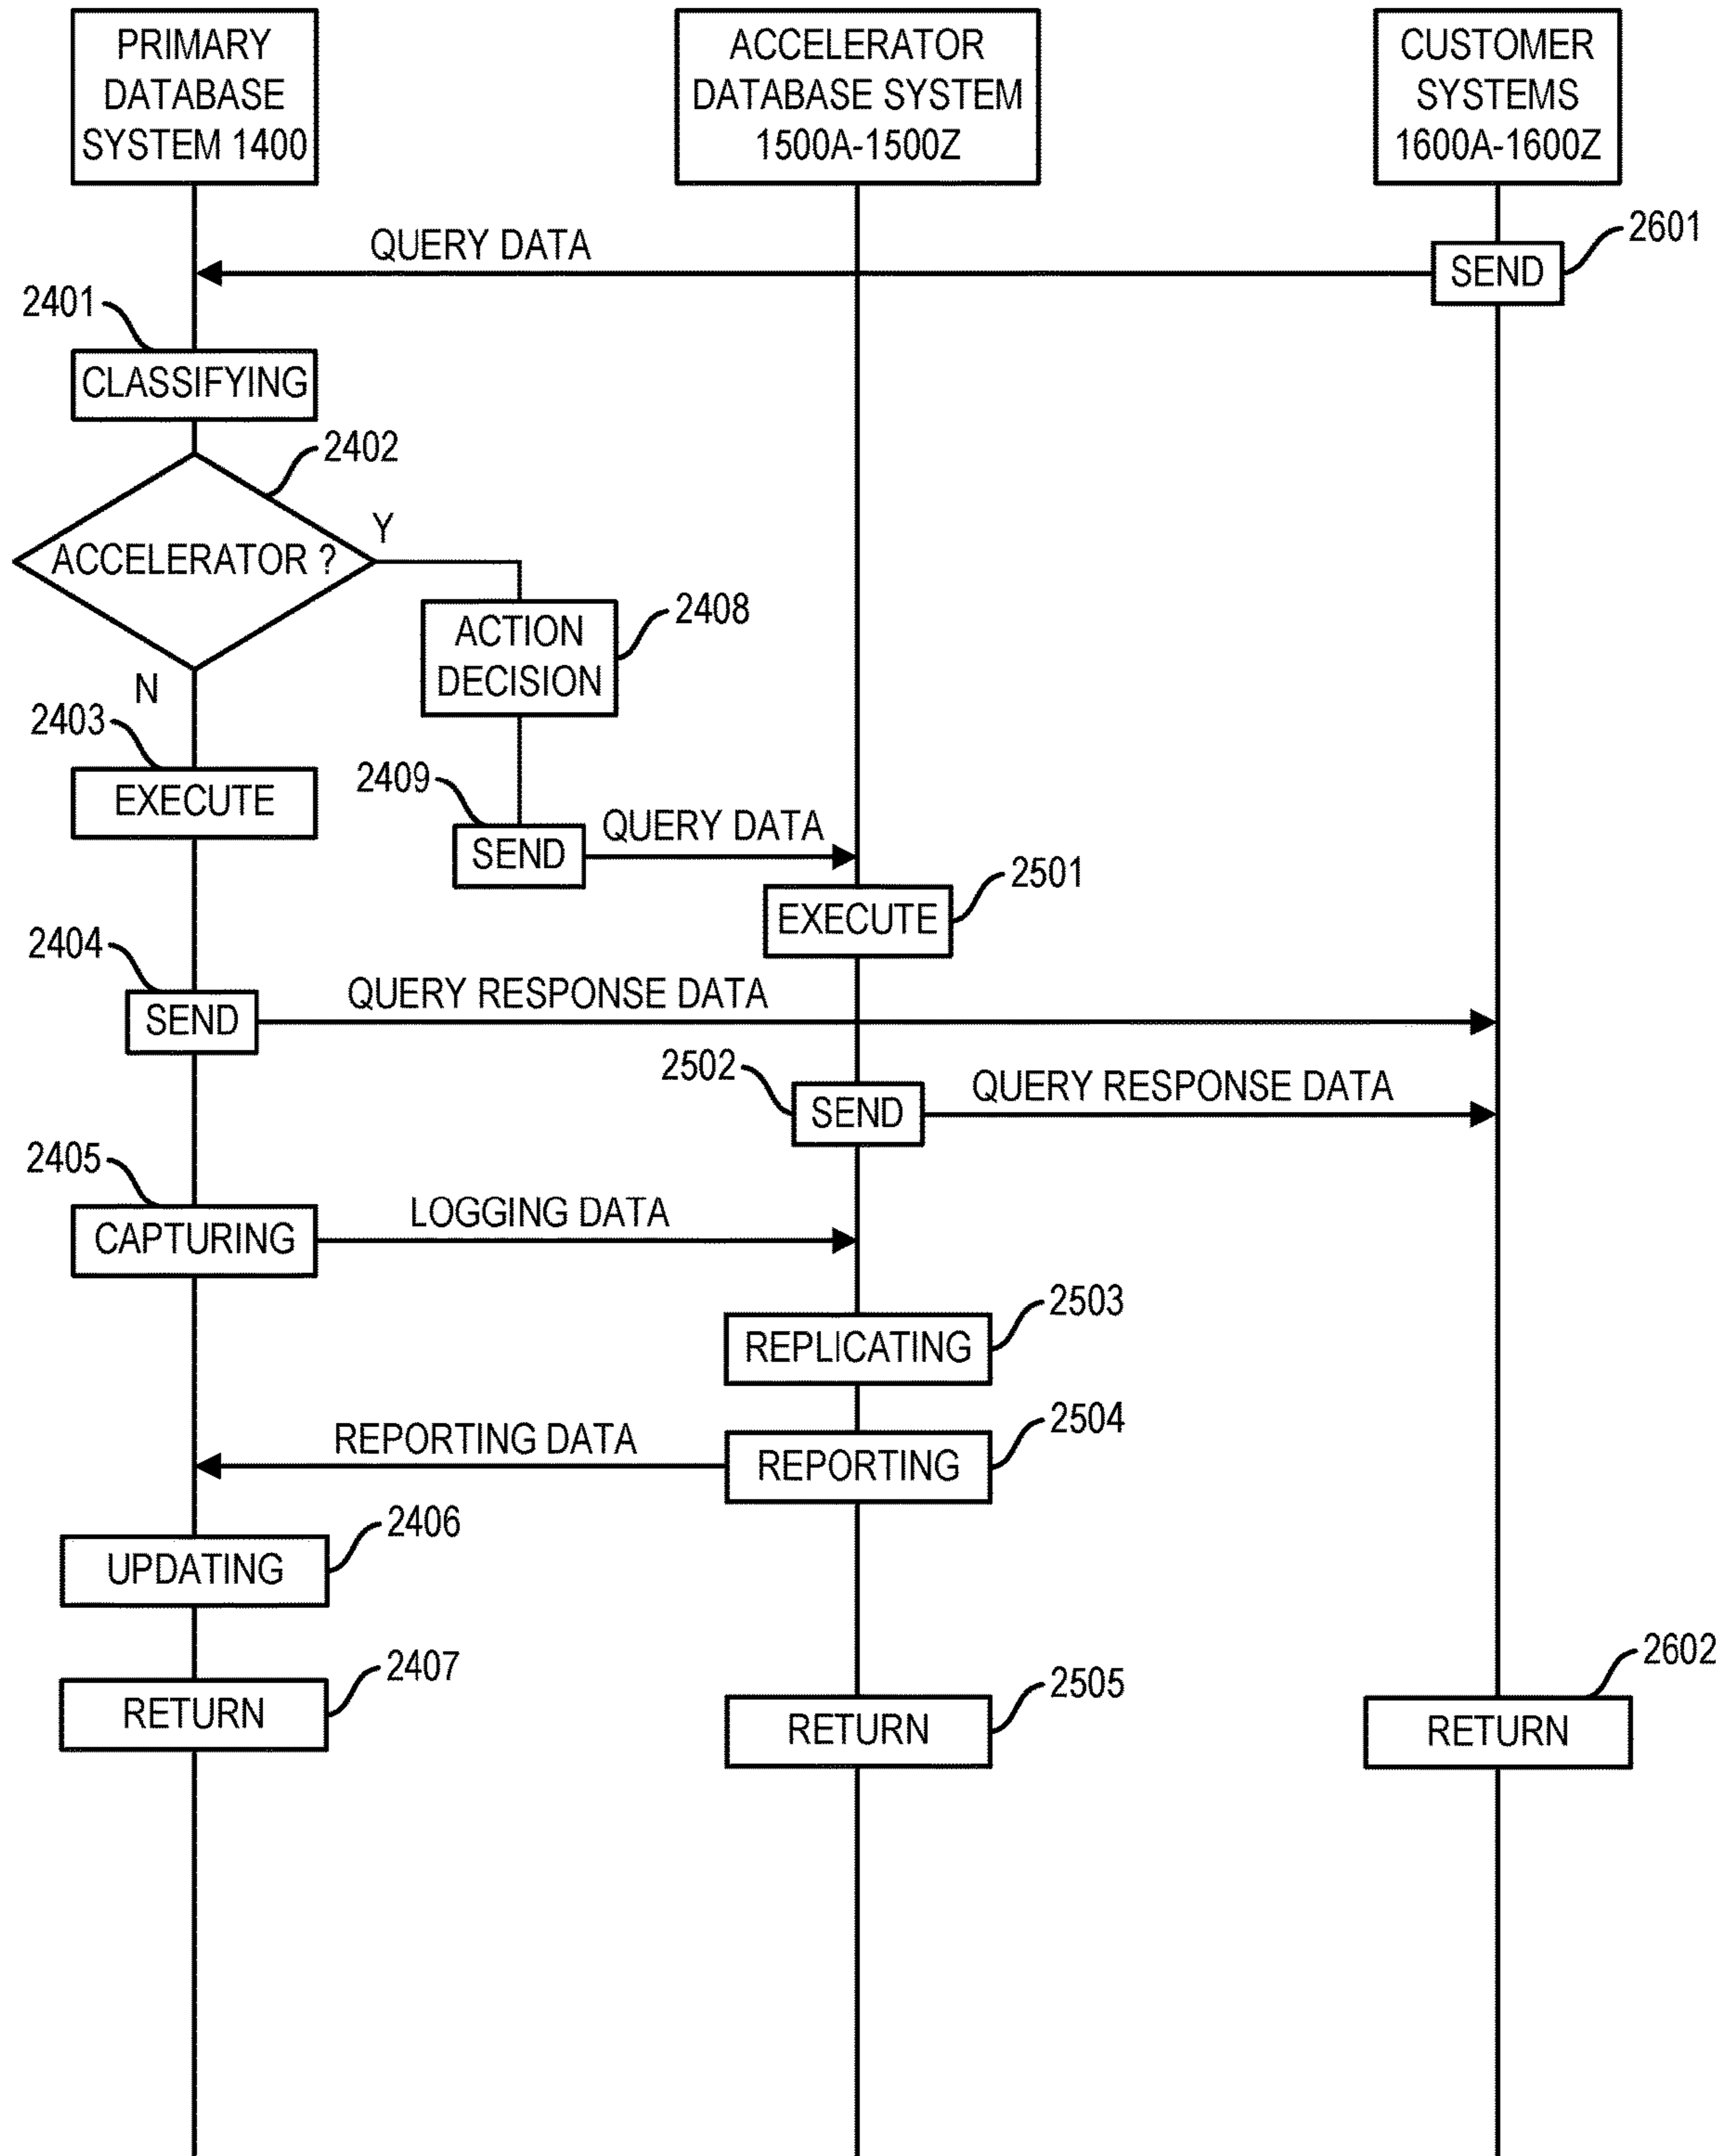 PRIMARY
DATABASE
SYSTEM 1400
ACCELERATOR
DATABASE SYSTEM
1500A-1500Z
CUSTOMER
SYSTEMS
1600A-1600Z
2601
QUERY DATA
SEND
2401
CLASSIFYING
2402
Y
ACCELERATOR ?
2408
ACTION
DECISION
N
2403
EXECUTE
2409
QUERY DATA
SEND
2501
EXECUTE
2404
QUERY RESPONSE DATA
SEND
2502
QUERY RESPONSE DATA
SEND
2405
LOGGING DATA
CAPTURING
2503
REPLICATING
2504
REPORTING DATA
REPORTING
2406
UPDATING
2407
RETURN
2505
RETURN
2602
RETURN